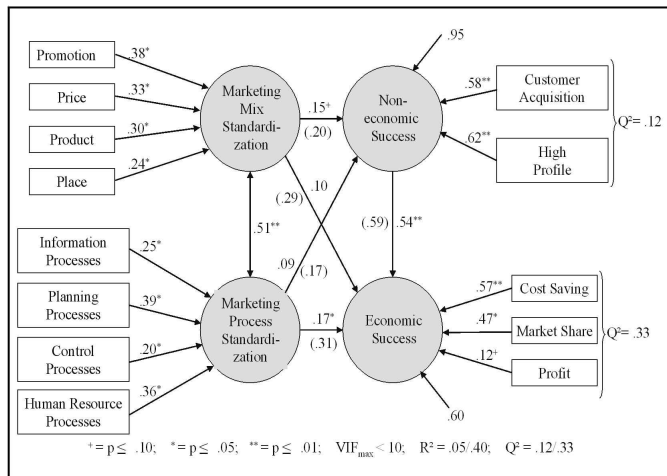 Promotion
Price
Product
Place
.38*
.33*
.30*
.24*
Marketing
Mix
Standardi-
zation
.15⁺
(.20)
Non-
economic
Success
.95
.58**
.62**
Customer
Acquisition
High
Profile
Q²= .12
.51**
(.29)
.10
.09
(.17)
(.59)
.54**
Information
Processes
Planning
Processes
Control
Processes
Human Resource
Processes
.25*
.39*
.20*
.36*
Marketing
Process
Standardi-
zation
.17*
(.31)
Economic
Success
.57**
.47*
.12⁺
Cost Saving
Market Share
Profit
Q²= .33
.60
⁺ = p ≤ .10; * = p ≤ .05; ** = p ≤ .01; VIFmax < 10; R² = .05/.40; Q² = .12/.33